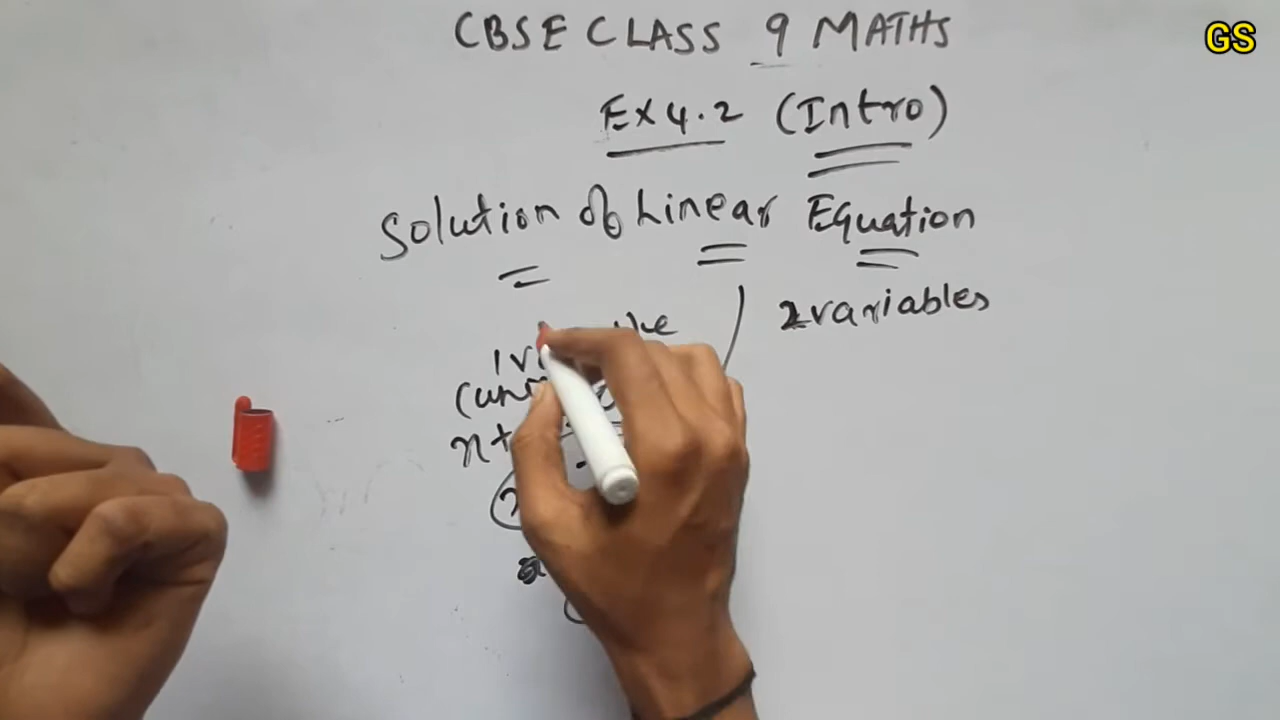 CBSE CLASS 9 MATHS
GS
Ex 4.2 (Intro)
Solution of Linear Equation
2variables